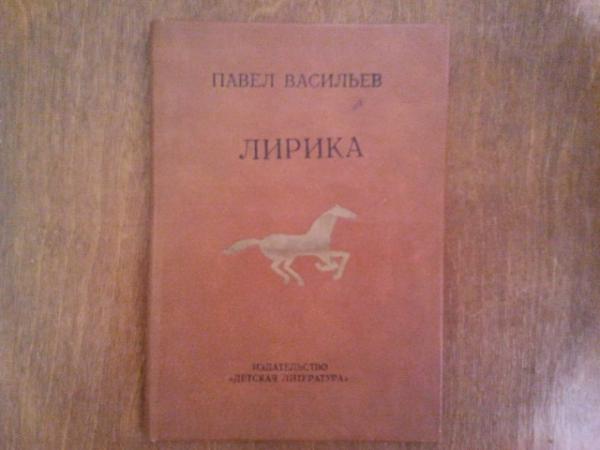 ПАВЕЛ ВАСИЛЬЕВ
ЛИРИКА
ИЗДАТЕЛЬСТВО
«ДЕТСКАЯ ЛИТЕРАТУРА»